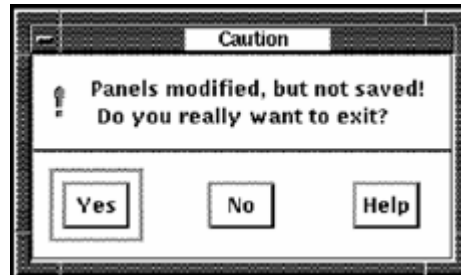 Caution
Panels modified, but not saved!
Do you really want to exit?
Yes No Help